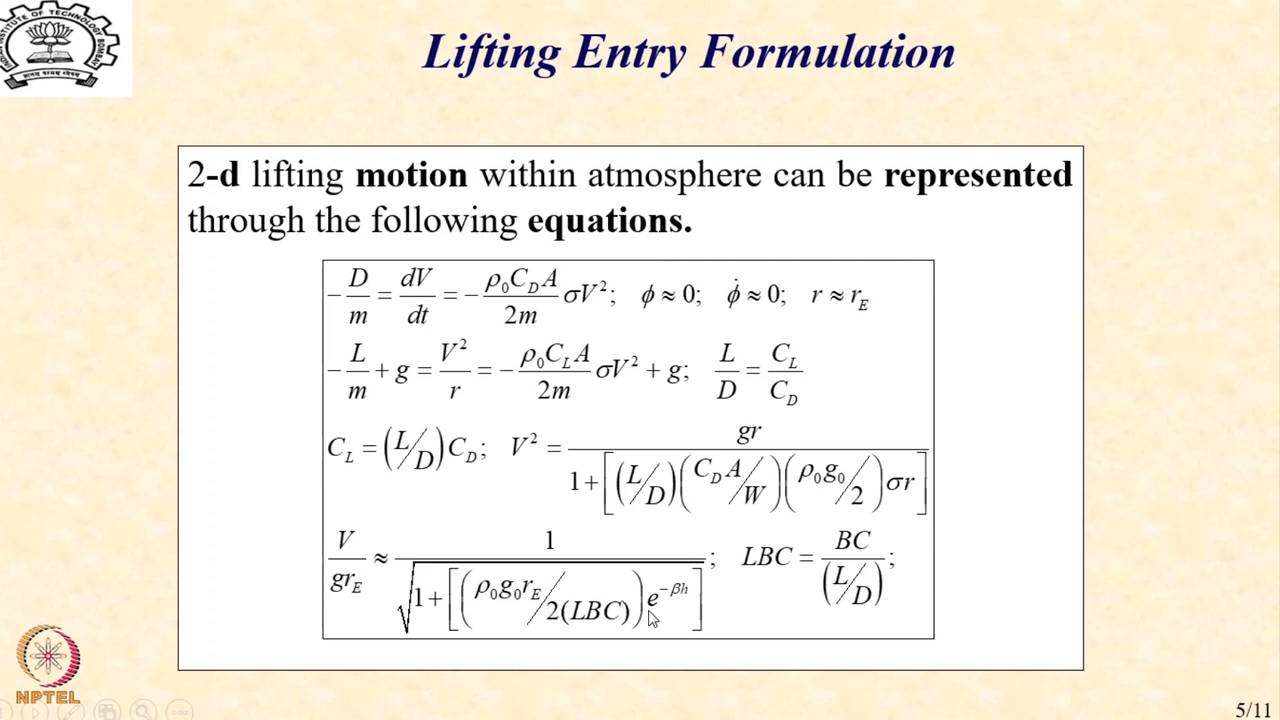 Lifting Entry Formulation
2-d lifting motion within atmosphere can be represented
through the following equations.
−D/m = dV/dt = −(ρ₀C_D A)/(2m) σV²; ϕ ≈ 0; ϕ̇ ≈ 0; r ≈ r_E
−L/m + g = V²/r = −(ρ₀C_L A)/(2m) σV² + g; L/D = C_L/C_D
C_L = (L/D)C_D; V² = gr / (1 + [(L/D)(C_D A/W)(ρ₀g₀/2)σr])
V/(gr_E) ≈ 1/√(1 + [(ρ₀g₀r_E/2(LBC))e^(−βh)]); LBC = BC/(L/D);
NPTEL
5/11